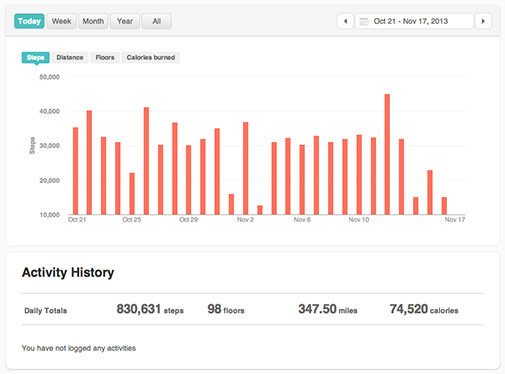 Today Week Month Year All Oct 21 - Nov 17, 2013
Steps Distance Floors Calories burned
50,000
40,000
30,000
20,000
10,000
Steps
Oct 21 Oct 25 Oct 29 Nov 2 Nov 6 Nov 10 Nov 17
Activity History
Daily Totals 830,631 steps 98 floors 347.50 miles 74,520 calories
You have not logged any activities